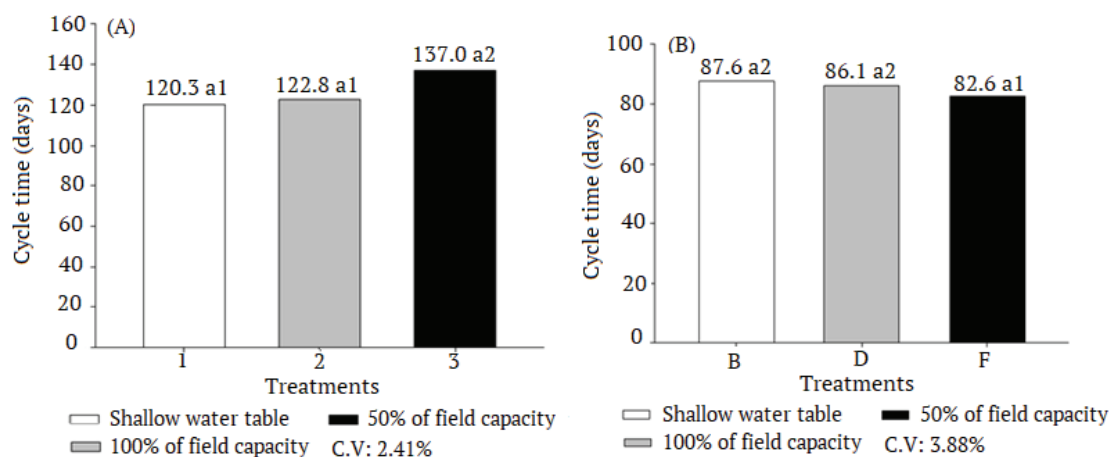 (A)
160
140
120
100
80
60
40
20
0
Cycle time (days)
120.3 a1
122.8 a1
137.0 a2
1 2 3
Treatments
Shallow water table 50% of field capacity
100% of field capacity C.V: 2.41%
(B)
100
80
60
40
20
0
Cycle time (days)
87.6 a2
86.1 a2
82.6 a1
B D F
Treatments
Shallow water table 50% of field capacity
100% of field capacity C.V: 3.88%